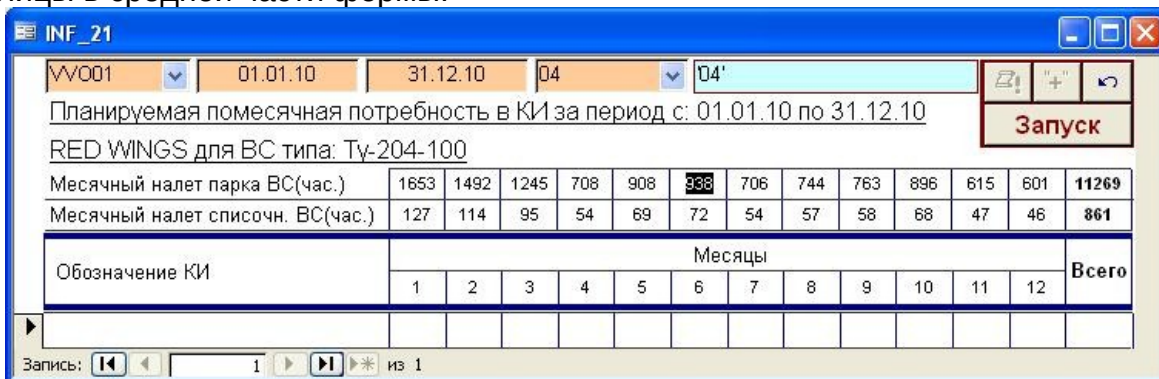 INF_21
VVO01 01.01.10 31.12.10 04 '04' "+"
Планируемая помесячная потребность в КИ за период с: 01.01.10 по 31.12.10
Запуск
RED WINGS для ВС типа: Ту-204-100
Месячный налет парка ВС(час.) 1653 1492 1245 708 908 938 706 744 763 896 615 601 11269
Месячный налет списочн. ВС(час.) 127 114 95 54 69 72 54 57 58 68 47 46 861
Обозначение КИ Месяцы Всего
1 2 3 4 5 6 7 8 9 10 11 12
Запись: 1 из 1